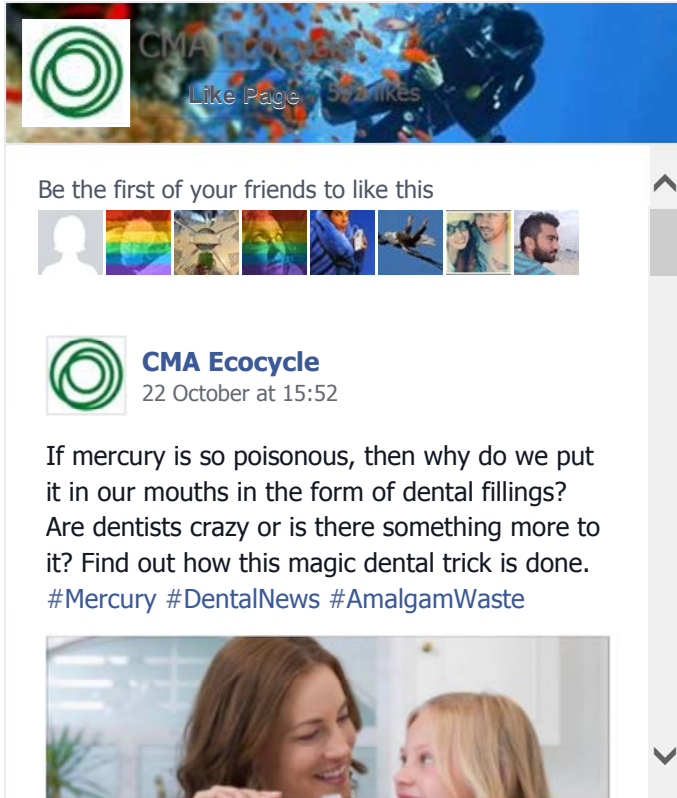 CMA Ecocycle
Like Page
likes
Be the first of your friends to like this
CMA Ecocycle
22 October at 15:52
If mercury is so poisonous, then why do we put
it in our mouths in the form of dental fillings?
Are dentists crazy or is there something more to
it? Find out how this magic dental trick is done.
#Mercury #DentalNews #AmalgamWaste